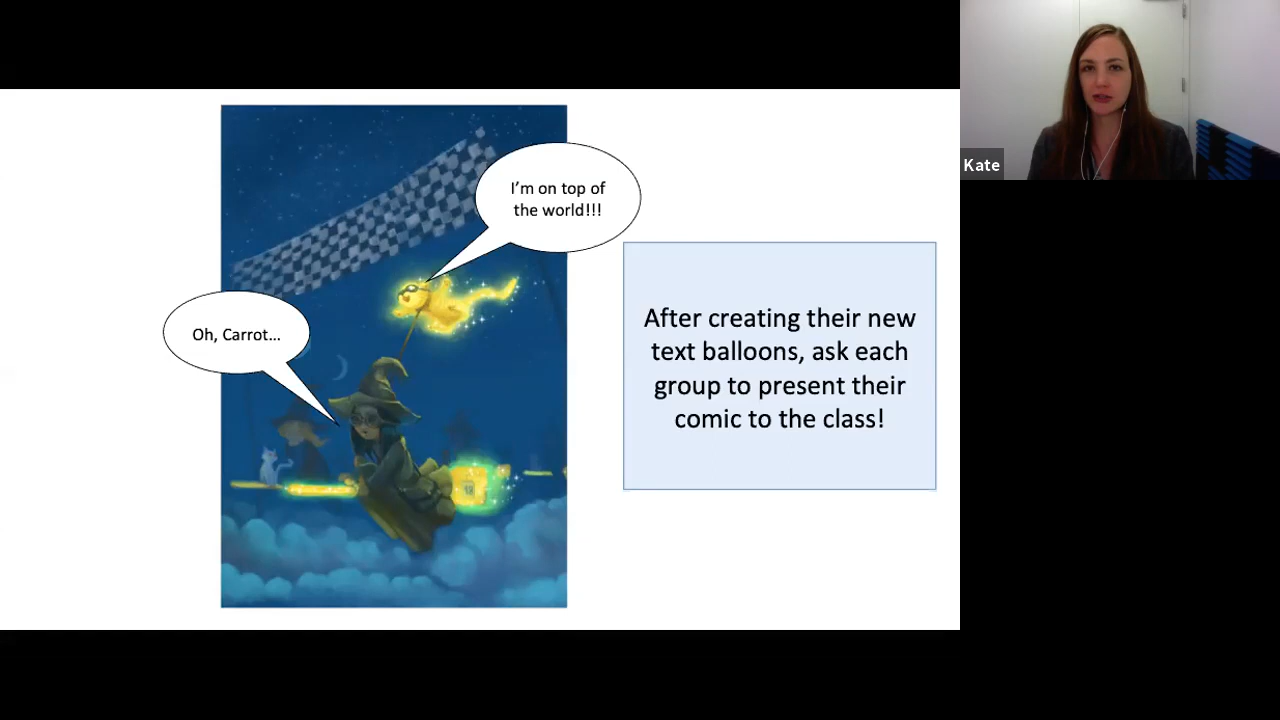 I'm on top of
the world!!!
Oh, Carrot...
After creating their new
text balloons, ask each
group to present their
comic to the class!
Kate